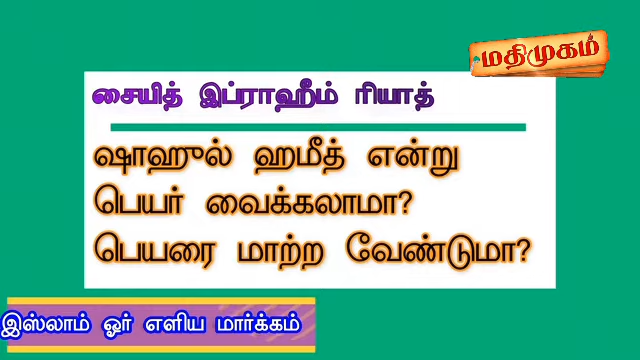 மதிமுகம்
சையித் இப்ராஹீம் ரியாத்
ஷாஹுல் ஹமீத் என்று
பெயர் வைக்கலாமா?
பெயரை மாற்ற வேண்டுமா?
இஸ்லாம் ஓர் எளிய மார்க்கம்